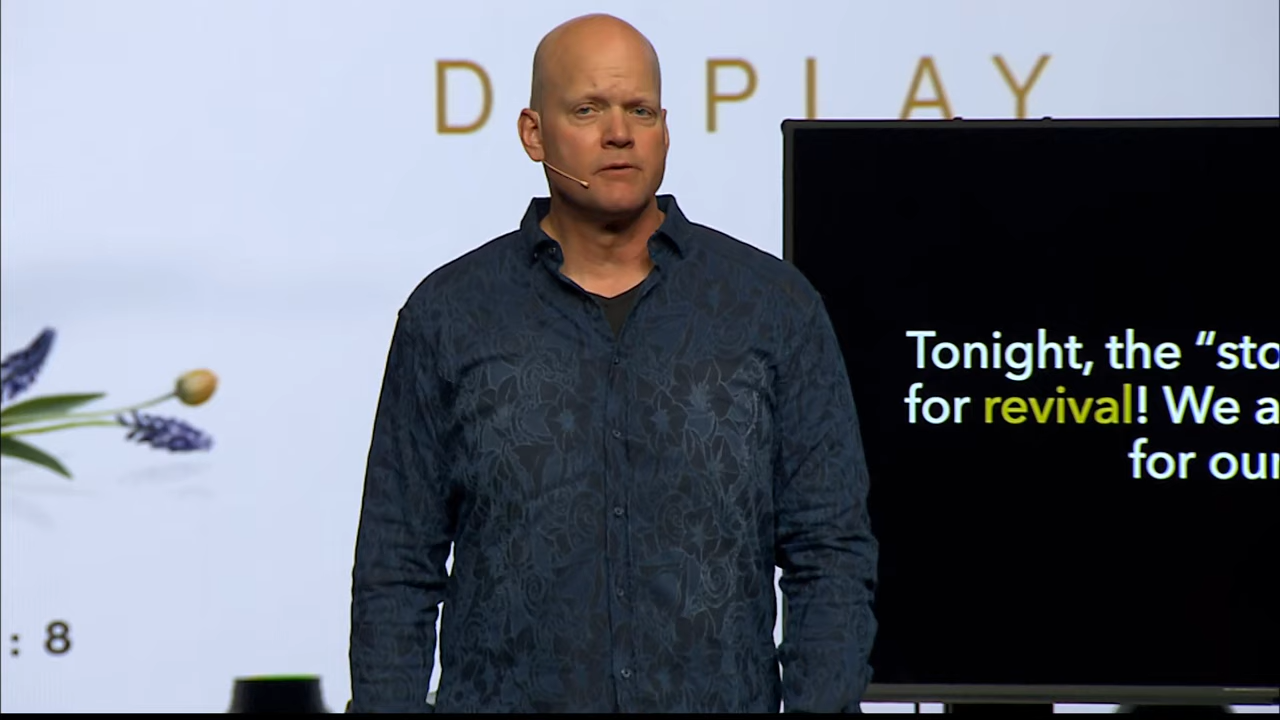 D PLAY
Tonight, the “sto
for revival! We a
for our
: 8